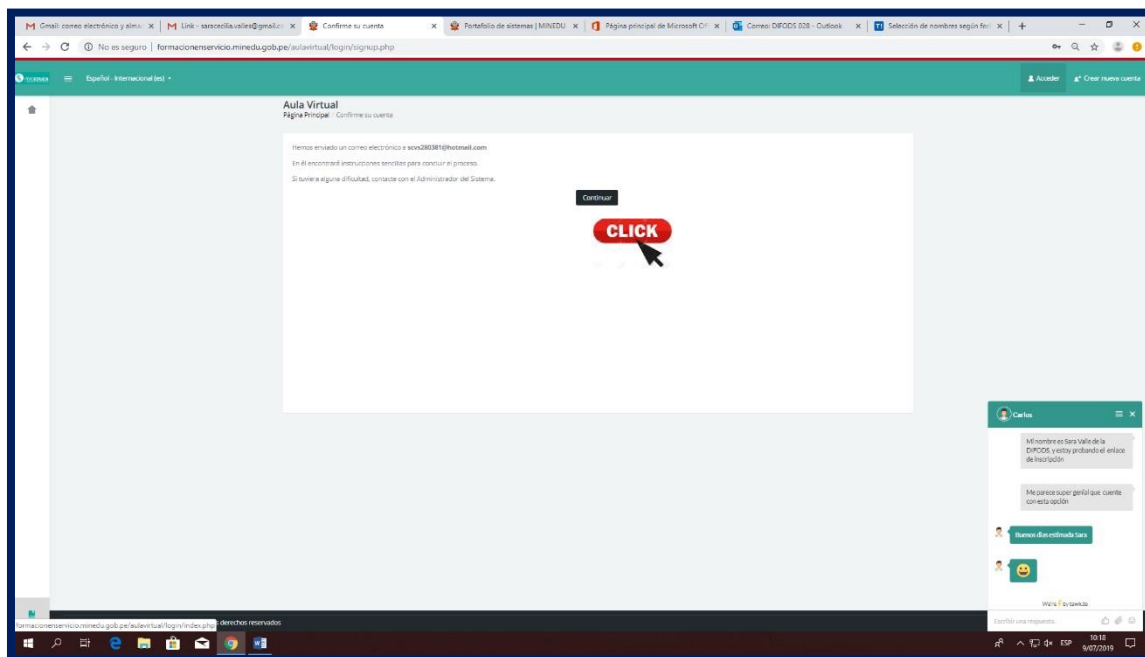 Gmail: correo electrónico y alma
Link - saracecilia.valles@gmail.c
Confirme su cuenta
Portafolio de sistemas | MINEDU
Página principal de Microsoft Of
Correo: DIFODS 028 - Outlook
Selección de nombres según feri
No es seguro
formacionenservicio.minedu.gob.pe/aulavirtual/login/signup.php
Español - Internacional (es)
Acceder
Crear nueva cuenta
Aula Virtual
Página Principal / Confirme su cuenta
Hemos enviado un correo electrónico a scvs280381@hotmail.com
En él encontrará instrucciones sencillas para concluir el proceso.
Si tuviera alguna dificultad, contacte con el Administrador del Sistema.
Continuar
CLICK
Carlos
Mi nombre es Sara Valle de la
DIFODS, y estoy probando el enlace
de inscripción
Me parece super genial que cuente
con esta opción
Buenos días estimada Sara
We're by tawk.to
Escribir una respuesta.
formacionenservicio.minedu.gob.pe/aulavirtual/login/index.php
derechos reservados
ESP
10:18
9/07/2019